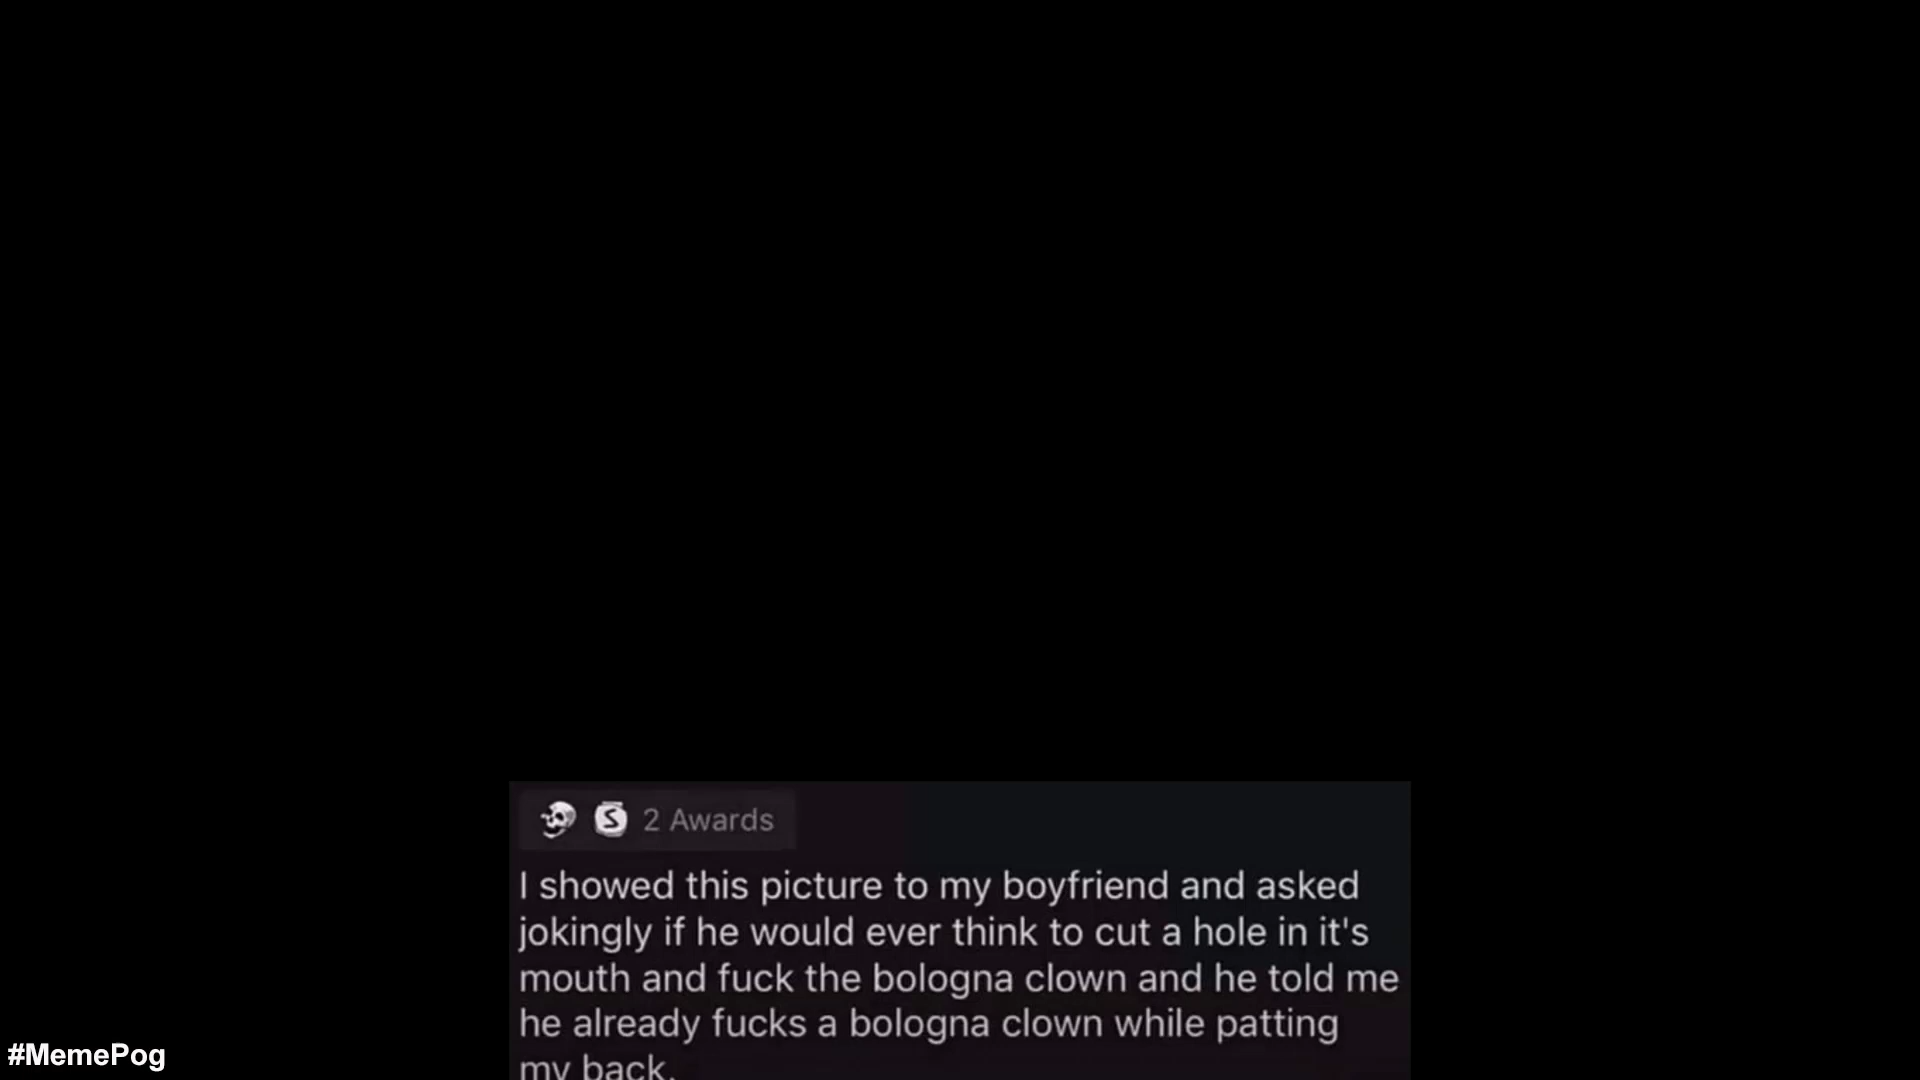 2 Awards
I showed this picture to my boyfriend and asked
jokingly if he would ever think to cut a hole in it's
mouth and fuck the bologna clown and he told me
he already fucks a bologna clown while patting
my back.
#MemePog